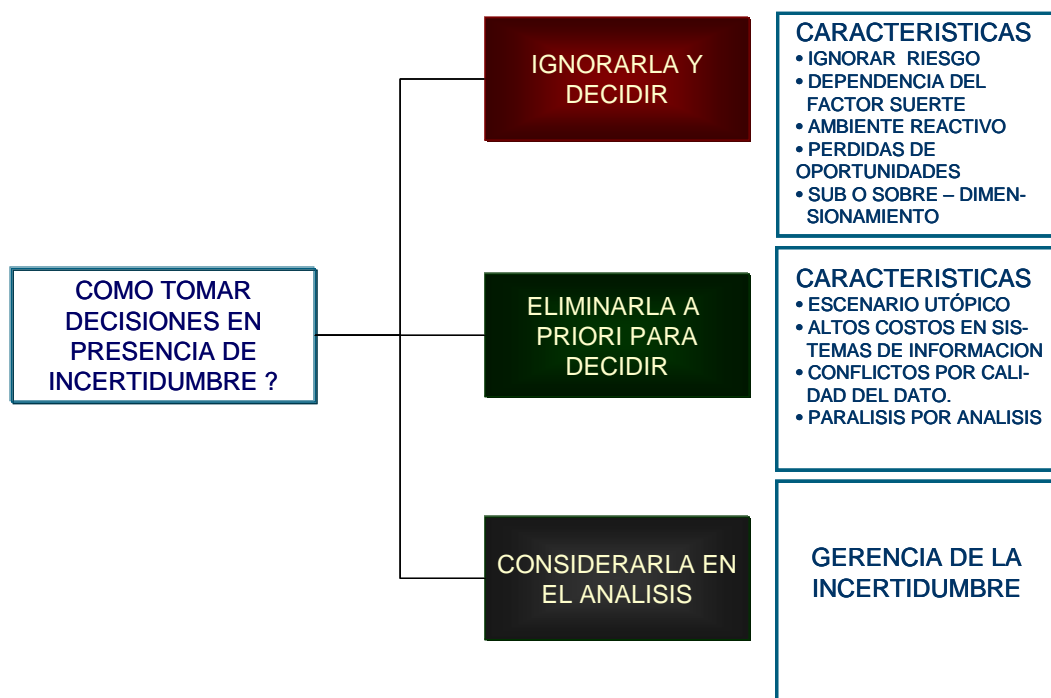 COMO TOMAR
DECISIONES EN
PRESENCIA DE
INCERTIDUMBRE ?
IGNORARLA Y
DECIDIR
CARACTERISTICAS
• IGNORAR RIESGO
• DEPENDENCIA DEL
FACTOR SUERTE
• AMBIENTE REACTIVO
• PERDIDAS DE
OPORTUNIDADES
• SUB O SOBRE – DIMEN-
SIONAMIENTO
ELIMINARLA A
PRIORI PARA
DECIDIR
CARACTERISTICAS
• ESCENARIO UTÓPICO
• ALTOS COSTOS EN SIS-
TEMAS DE INFORMACION
• CONFLICTOS POR CALI-
DAD DEL DATO.
• PARALISIS POR ANALISIS
CONSIDERARLA EN
EL ANALISIS
GERENCIA DE LA
INCERTIDUMBRE